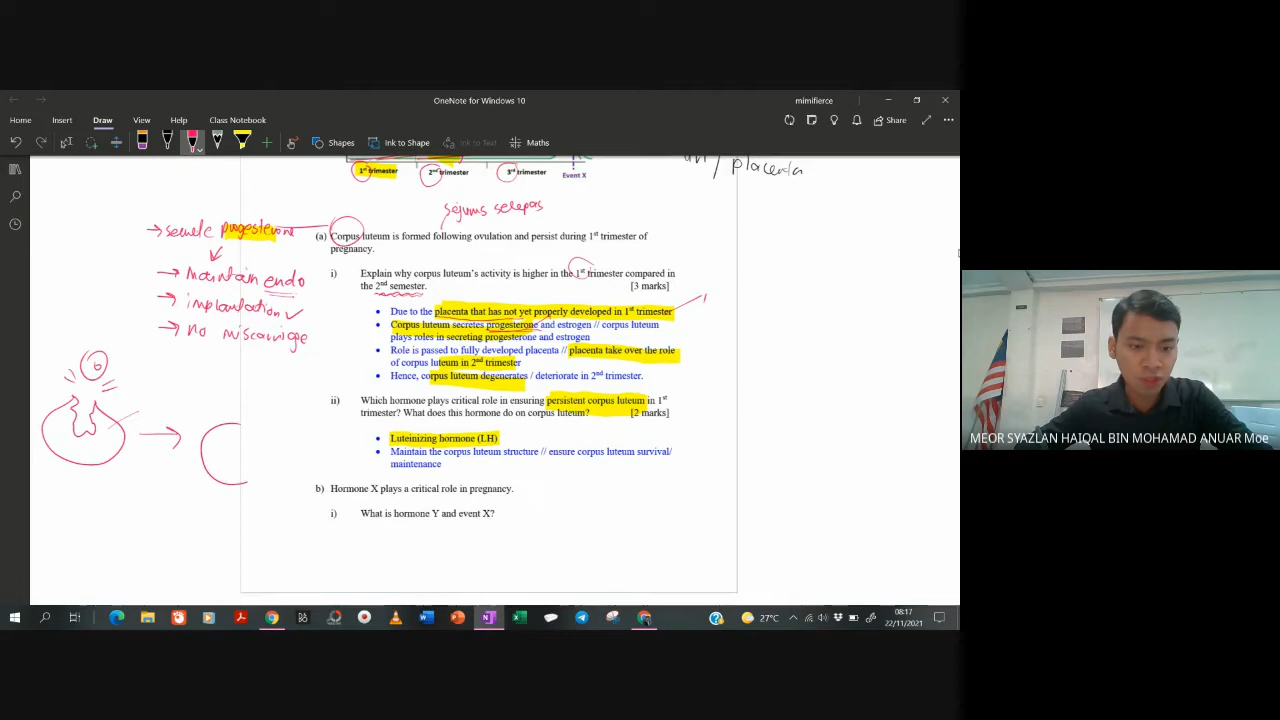 OneNote for Windows 10
mimifierce
Home Insert Draw View Help Class Notebook
Share
Shapes Ink to Shape Ink to Text Maths
1st trimester 2nd trimester 3rd trimester Event X
/ placenta
sejurus selepas
→ progesterone
(a) Corpus luteum is formed following ovulation and persist during 1st trimester of
pregnancy.
→ Maintain endo
→ implantation ✓
→ no miscarriage
i) Explain why corpus luteum's activity is higher in the 1st trimester compared in
the 2nd semester. [3 marks]
• Due to the placenta that has not yet properly developed in 1st trimester
• Corpus luteum secretes progesterone and estrogen // corpus luteum
plays roles in secreting progesterone and estrogen
• Role is passed to fully developed placenta // placenta take over the role
of corpus luteum in 2nd trimester
• Hence, corpus luteum degenerates / deteriorate in 2nd trimester.
ii) Which hormone plays critical role in ensuring persistent corpus luteum in 1st
trimester? What does this hormone do on corpus luteum? [2 marks]
• Luteinizing hormone (LH)
• Maintain the corpus luteum structure // ensure corpus luteum survival/
maintenance
b) Hormone X plays a critical role in pregnancy.
i) What is hormone Y and event X?
MEOR SYAZLAN HAIQAL BIN MOHAMAD ANUAR Moe
27°C
08:17
22/11/2021